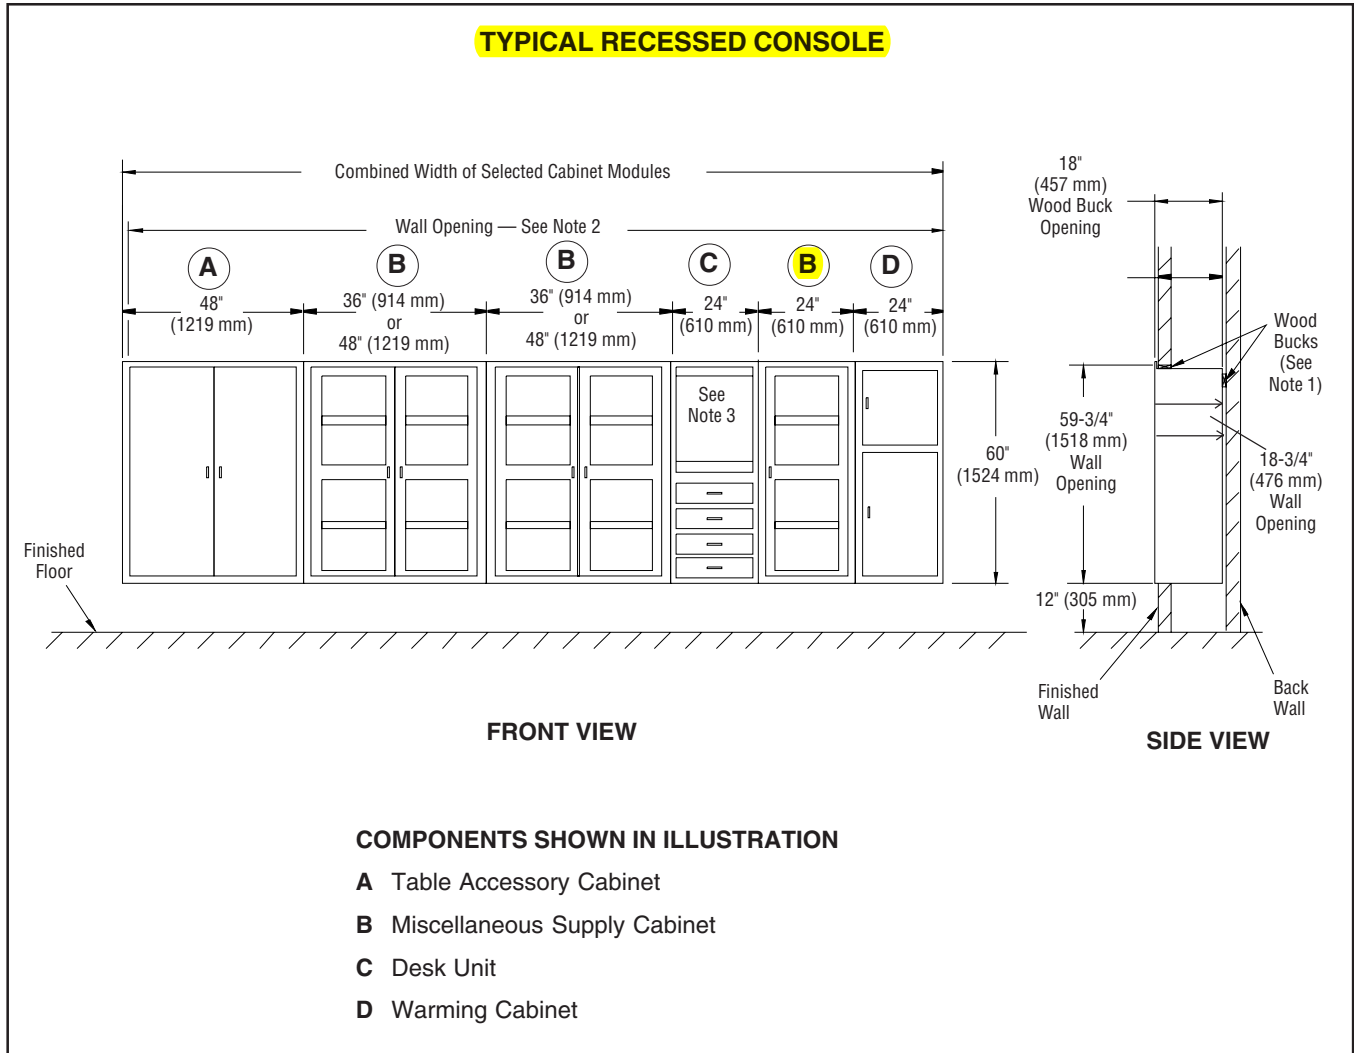 TYPICAL RECESSED CONSOLE
Combined Width of Selected Cabinet Modules
Wall Opening — See Note 2
A
48"
(1219 mm)
B
36" (914 mm)
or
48" (1219 mm)
B
36" (914 mm)
or
48" (1219 mm)
C
24"
(610 mm)
B
24"
(610 mm)
D
24"
(610 mm)
See
Note 3
60"
(1524 mm)
Finished
Floor
FRONT VIEW
18"
(457 mm)
Wood Buck
Opening
Wood
Bucks
(See
Note 1)
59-3/4"
(1518 mm)
Wall
Opening
18-3/4"
(476 mm)
Wall
Opening
12" (305 mm)
Finished
Wall
Back
Wall
SIDE VIEW
COMPONENTS SHOWN IN ILLUSTRATION
A Table Accessory Cabinet
B Miscellaneous Supply Cabinet
C Desk Unit
D Warming Cabinet